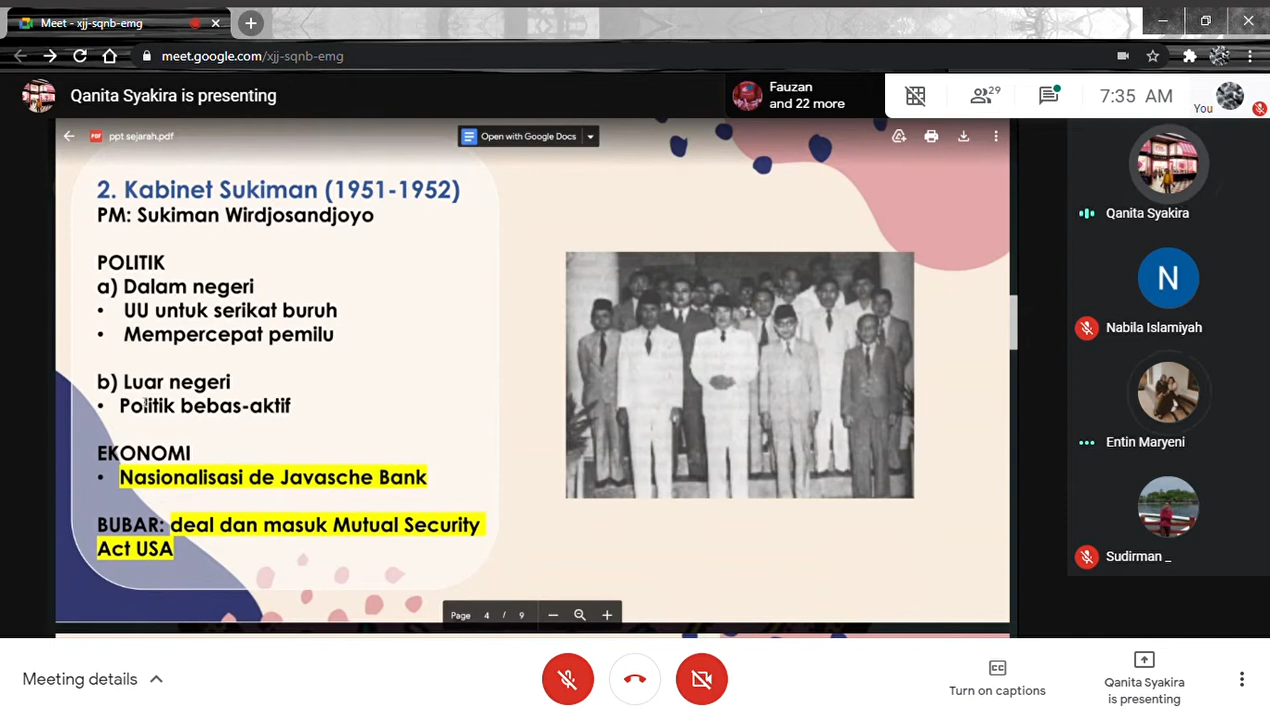 Meet - xjj-sqnb-emg
meet.google.com/xjj-sqnb-emg
Qanita Syakira is presenting
Fauzan
and 22 more
29
7:35 AM
You
PDF ppt sejarah.pdf
Open with Google Docs
2. Kabinet Sukiman (1951-1952)
PM: Sukiman Wirdjosandjoyo
POLITIK
a) Dalam negeri
• UU untuk serikat buruh
• Mempercepat pemilu
b) Luar negeri
• Politik bebas-aktif
EKONOMI
• Nasionalisasi de Javasche Bank
BUBAR: deal dan masuk Mutual Security
Act USA
Page 4 / 9
Qanita Syakira
N
Nabila Islamiyah
Entin Maryeni
Sudirman _
Meeting details
CC
Turn on captions
Qanita Syakira
is presenting